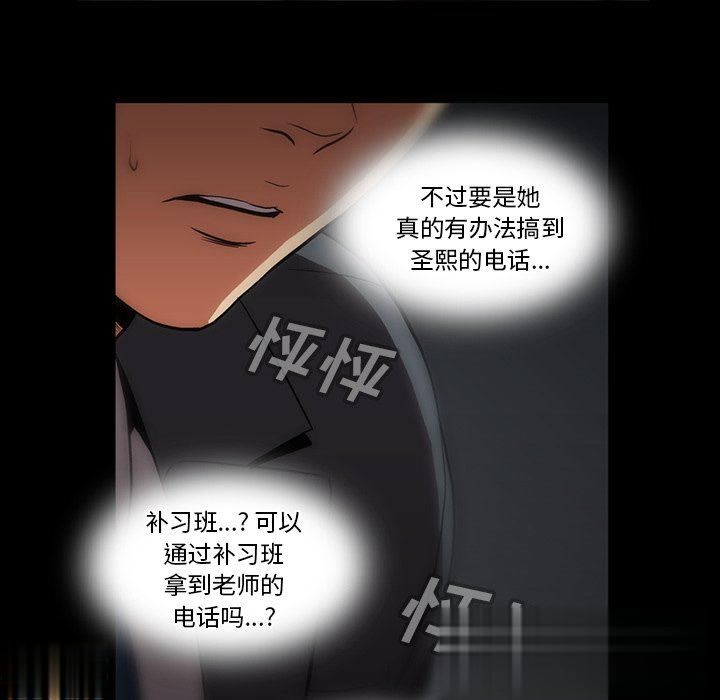 不过要是她
真的有办法搞到
圣熙的电话...
怦怦
补习班...? 可以
通过补习班
拿到老师的
电话吗...?
怦